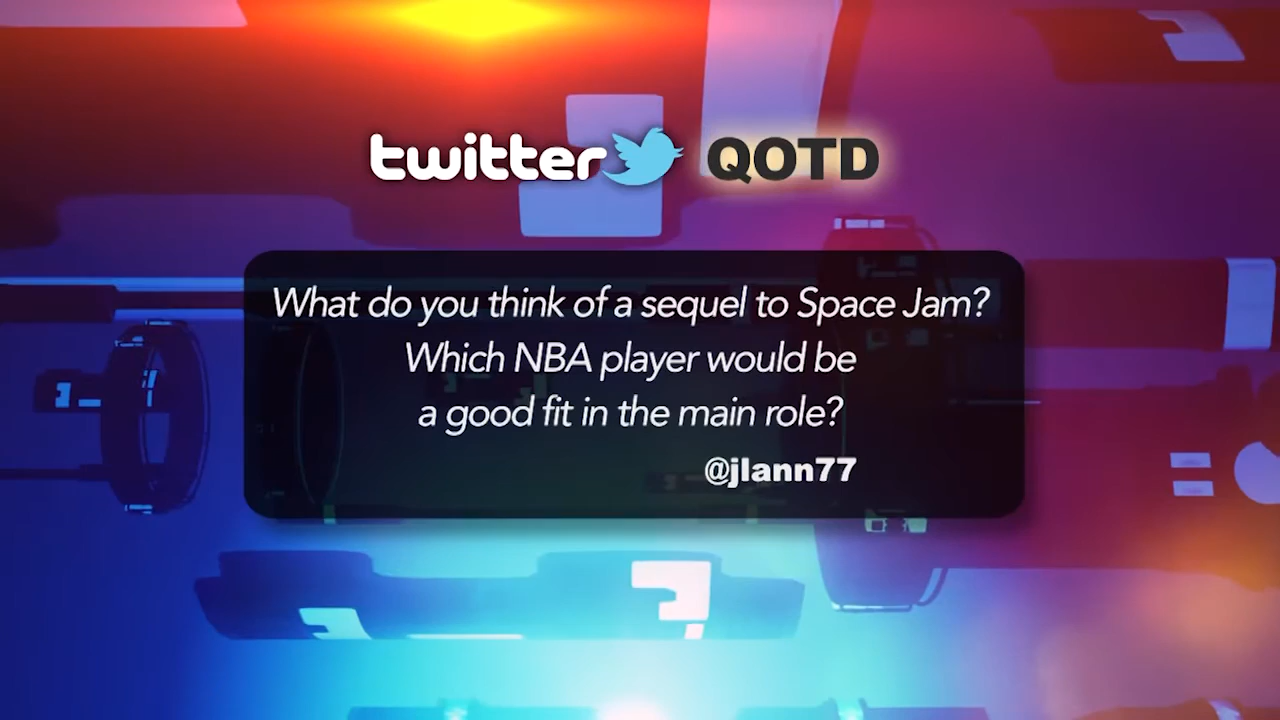 twitter QOTD
What do you think of a sequel to Space Jam?
Which NBA player would be
a good fit in the main role?
@jlann77